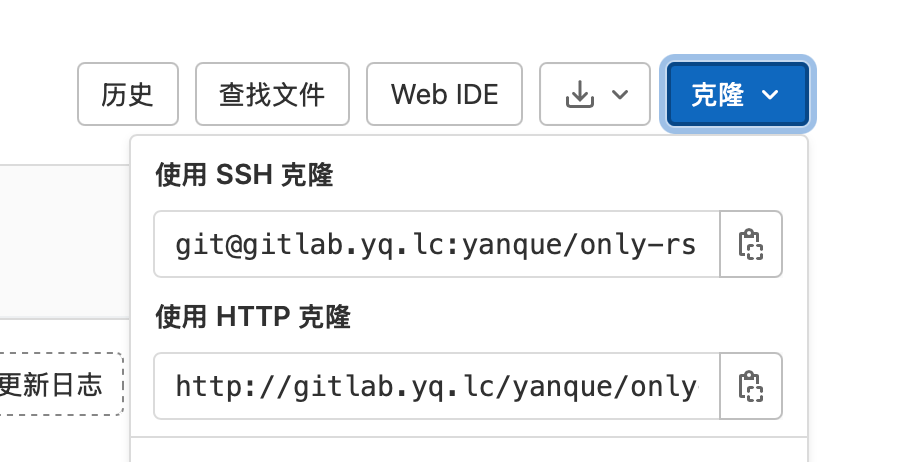 历史
查找文件
Web IDE
克隆
使用 SSH 克隆
git@gitlab.yq.lc:yanque/only-rs
使用 HTTP 克隆
http://gitlab.yq.lc/yanque/only
更新日志